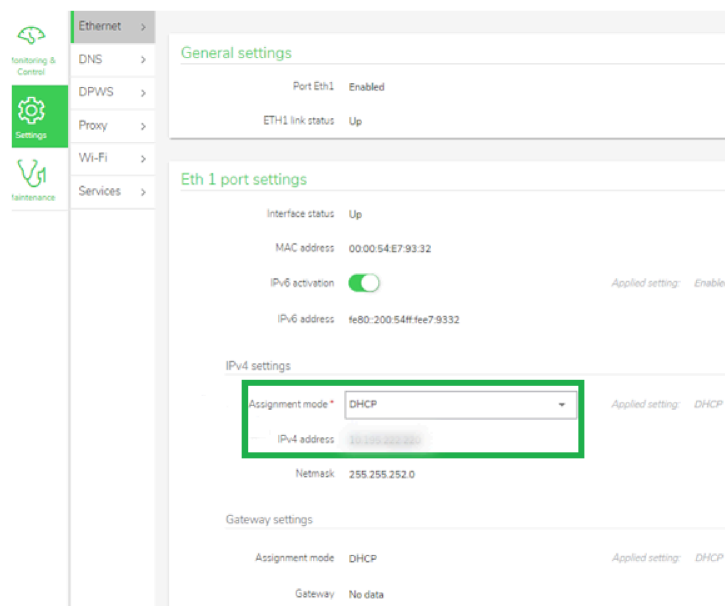 Monitoring &
Control
Settings
Maintenance
Ethernet
DNS
DPWS
Proxy
Wi-Fi
Services
General settings
Port Eth1 Enabled
ETH1 link status Up
Eth 1 port settings
Interface status Up
MAC address 00:00:54:E7:93:32
IPv6 activation Applied setting: Enabled
IPv6 address fe80::200:54ff:fee7:9332
IPv4 settings
Assignment mode * DHCP Applied setting: DHCP
IPv4 address
Netmask 255.255.252.0
Gateway settings
Assignment mode DHCP Applied setting: DHCP
Gateway No data